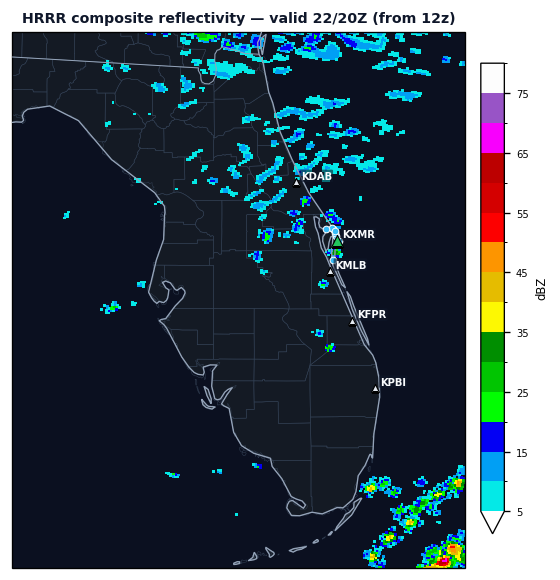 HRRR composite reflectivity — valid 22/20Z (from 12z)
KDAB
KXMR
KMLB
KFPR
KPBI
75
65
55
45
35
25
15
5
dBZ